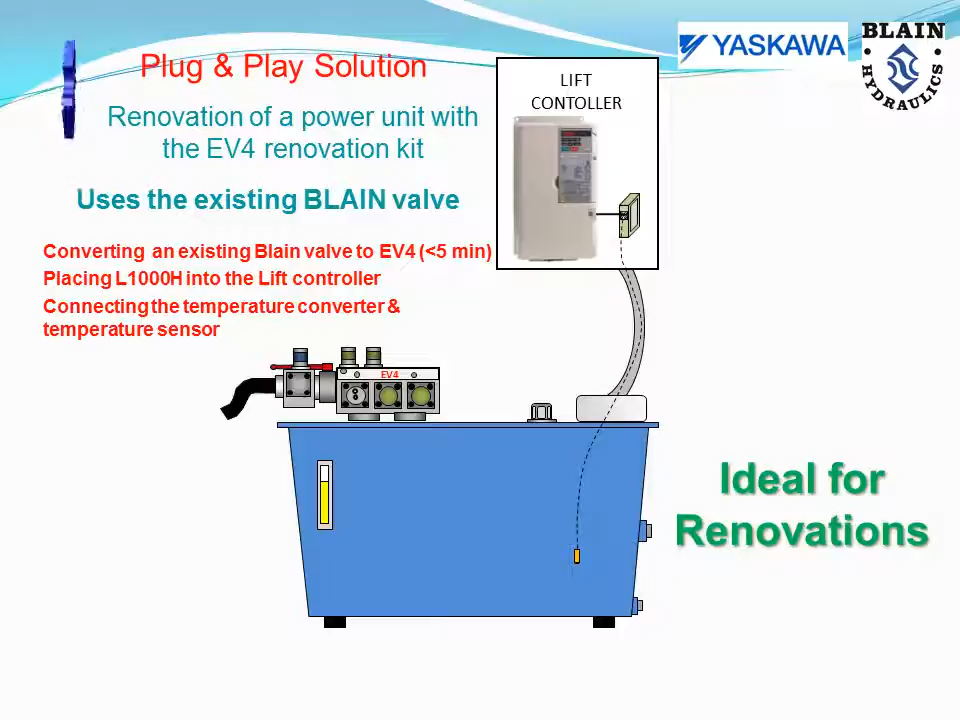 Plug & Play Solution
Renovation of a power unit with
the EV4 renovation kit
Uses the existing BLAIN valve
Converting an existing Blain valve to EV4 (<5 min)
Placing L1000H into the Lift controller
Connecting the temperature converter &
temperature sensor
LIFT
CONTOLLER
YASKAWA
BLAIN
HYDRAULICS
EV4
Ideal for
Renovations